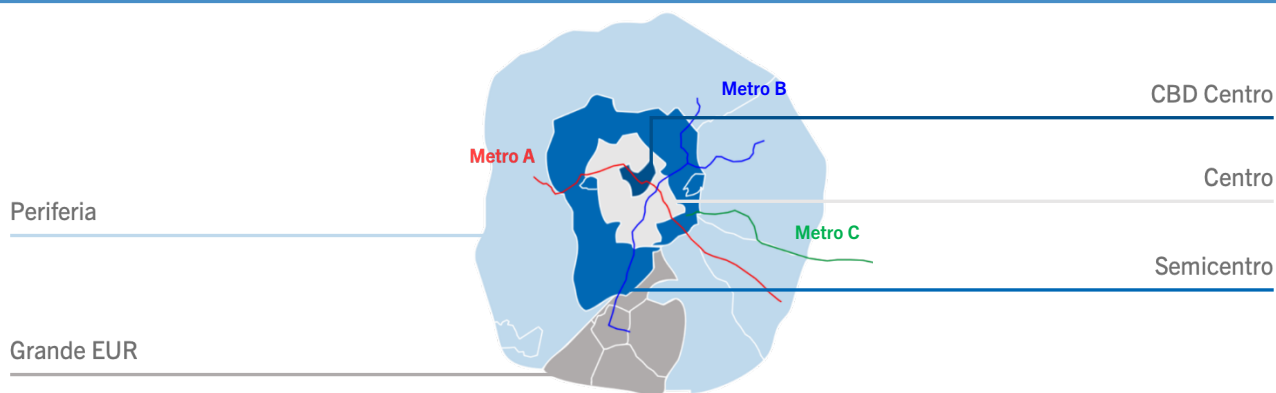 Metro B
CBD Centro
Metro A
Centro
Periferia
Metro C
Semicentro
Grande EUR